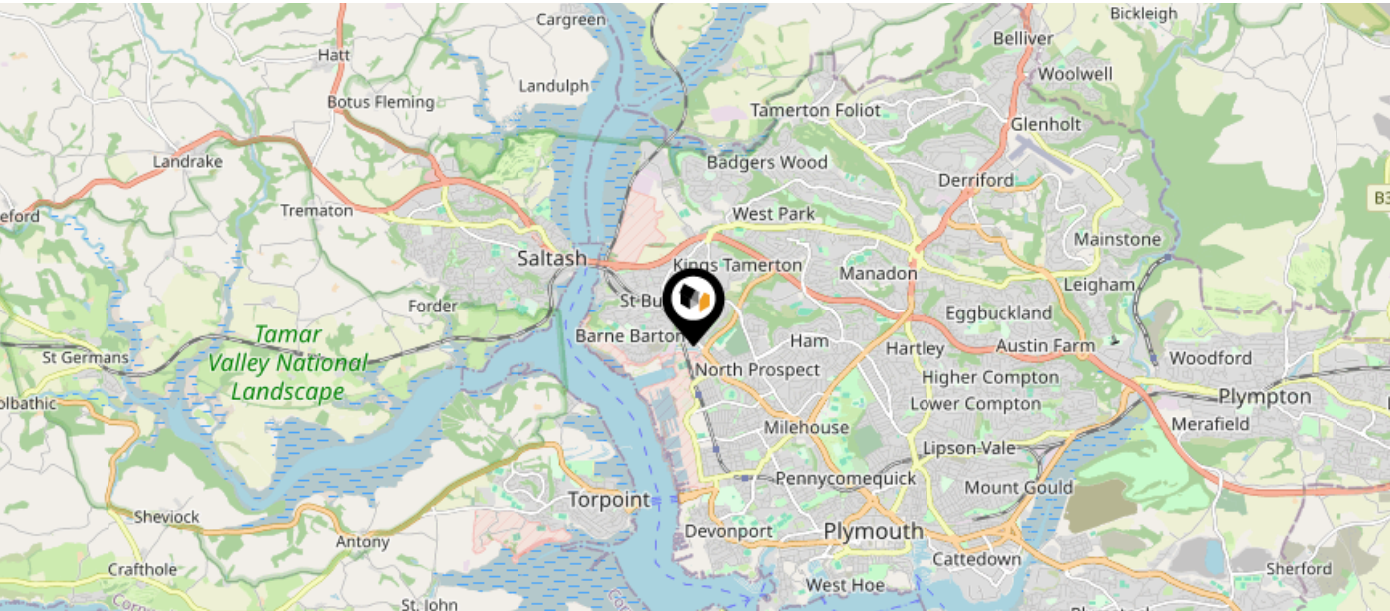 Cargreen
Bickleigh
Belliver
Hatt
Woolwell
Landulph
Botus Fleming
Tamerton Foliot
Glenholt
Landrake
Badgers Wood
Derriford
B3
Trematon
West Park
eford
Mainstone
Saltash
Kings Tamerton
Manadon
Leigham
St Bu
Forder
Eggbuckland
Barne Barton
Ham
Hartley
Austin Farm
Tamar
Valley National
Landscape
St Germans
Woodford
North Prospect
Higher Compton
Plympton
olbathic
Lower Compton
Merafield
Milehouse
Lipson Vale
Pennycomequick
Mount Gould
Torpoint
Sheviock
Devonport
Plymouth
Antony
Cattedown
Crafthole
Sherford
West Hoe
St. John